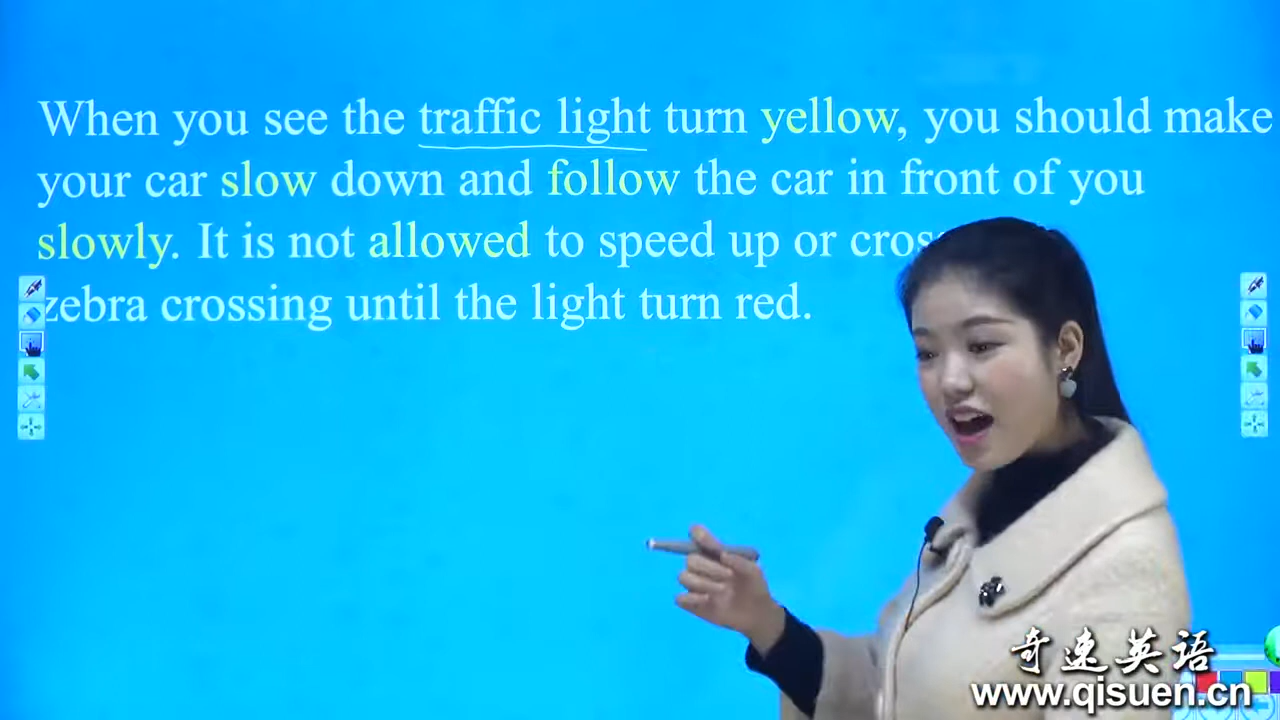 When you see the traffic light turn yellow, you should make
your car slow down and follow the car in front of you
slowly. It is not allowed to speed up or
zebra crossing until the light turn red.
奇速英语
www.qisuen.cn